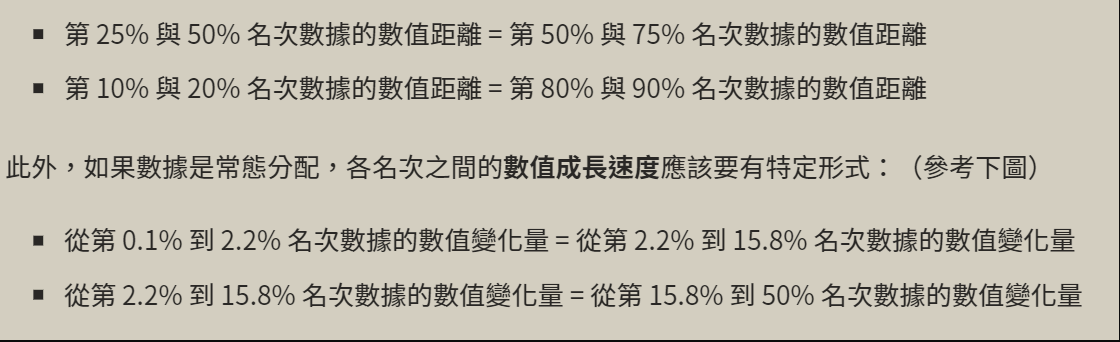 ▪ 第 25% 與 50% 名次數據的數值距離 = 第 50% 與 75% 名次數據的數值距離
▪ 第 10% 與 20% 名次數據的數值距離 = 第 80% 與 90% 名次數據的數值距離
此外，如果數據是常態分配，各名次之間的數值成長速度應該要有特定形式：（參考下圖）
▪ 從第 0.1% 到 2.2% 名次數據的數值變化量 = 從第 2.2% 到 15.8% 名次數據的數值變化量
▪ 從第 2.2% 到 15.8% 名次數據的數值變化量 = 從第 15.8% 到 50% 名次數據的數值變化量